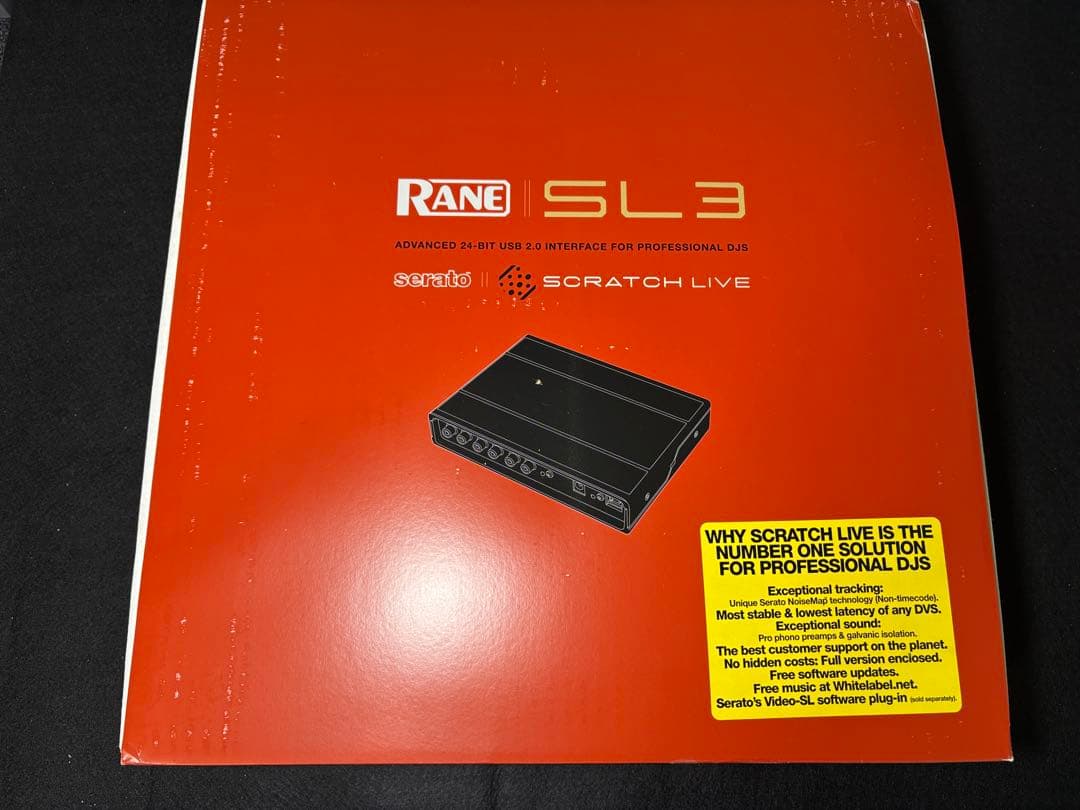 RANE SL3
ADVANCED 24-BIT USB 2.0 INTERFACE FOR PROFESSIONAL DJS
serato SCRATCH LIVE
WHY SCRATCH LIVE IS THE
NUMBER ONE SOLUTION
FOR PROFESSIONAL DJS
Exceptional tracking:
Unique Serato NoiseMap technology (Non-timecode).
Most stable & lowest latency of any DVS.
Exceptional sound:
Pro phono preamps & galvanic isolation.
The best customer support on the planet.
No hidden costs: Full version enclosed.
Free software updates.
Free music at Whitelabel.net.
Serato's Video-SL software plug-in (sold separately).